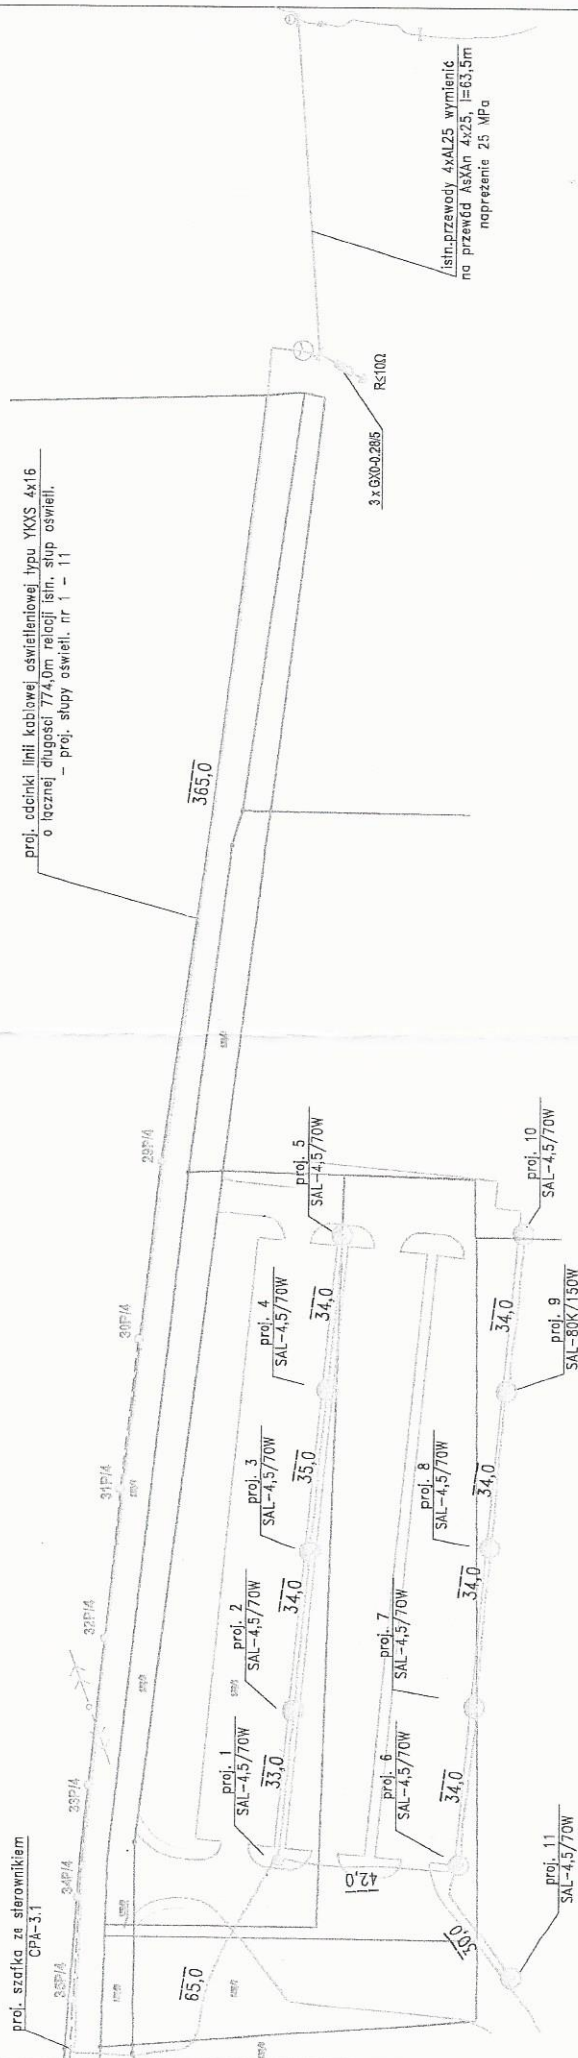 istn.przewody 4xAL25 wymienić
na przewód AsXAn 4x25, l=63,5m
naprężenie 25 MPa
R≤10Ω
3 x GXO-0.28/5
proj. odcinki linii kablowej oświetleniowej typu YKXS 4x16
o łącznej długości 774,0m relacji istn. słup oświetl.
– proj. słupy oświetl. nr 1 – 11
365,0
29P/4
30P/4
31P/4
32P/4
33P/4
34P/4
35P/4
proj. szafka ze sterownikiem
CPA-3.1
65,0
proj. 1
SAL-4,5/70W
33,0
proj. 2
SAL-4,5/70W
34,0
proj. 3
SAL-4,5/70W
35,0
proj. 4
SAL-4,5/70W
34,0
proj. 5
SAL-4,5/70W
42,0
proj. 6
SAL-4,5/70W
34,0
proj. 7
SAL-4,5/70W
34,0
proj. 8
SAL-4,5/70W
34,0
proj. 9
SAL-80K/150W
34,0
proj. 10
SAL-4,5/70W
30,0
proj. 11
SAL-4,5/70W